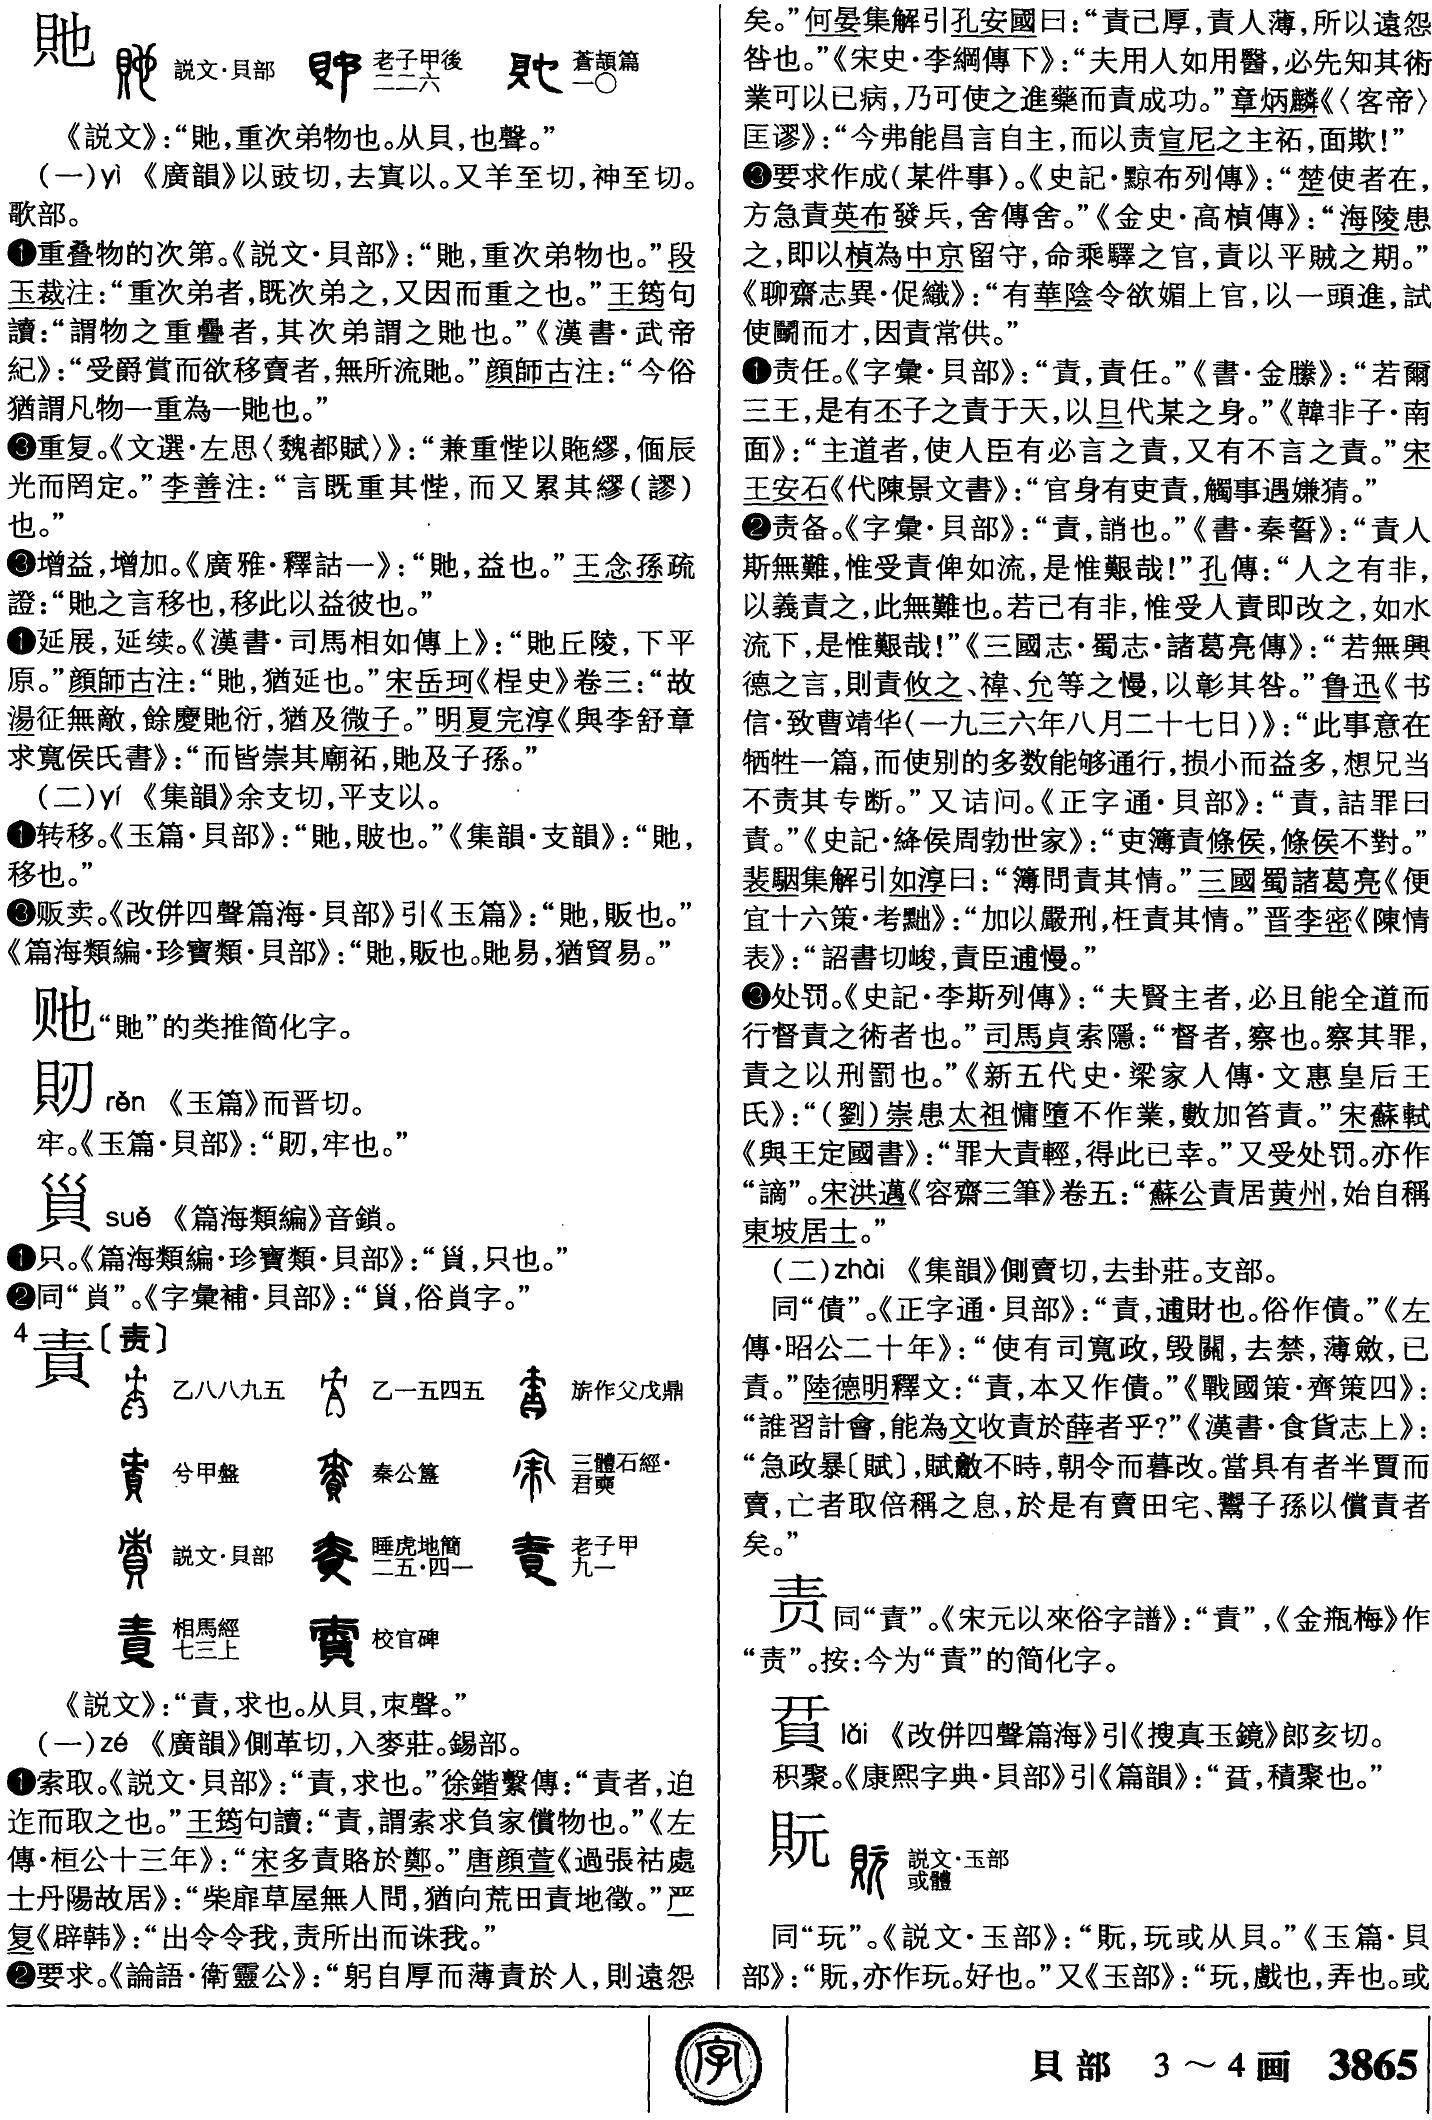 貤 説文·貝部 老子甲後二二六 蒼頡篇一〇
《説文》:“貤,重次弟物也。从貝,也聲。”
(一)yì 《廣韻》以豉切,去寘以。又羊至切,神至切。
歌部。
❶重叠物的次第。《説文·貝部》:“貤,重次弟物也。”段
玉裁注:“重次弟者,既次弟之,又因而重之也。”王筠句
讀:“謂物之重疊者,其次弟謂之貤也。”《漢書·武帝
紀》:“受爵賞而欲移賣者,無所流貤。”顔師古注:“今俗
猶謂凡物一重為一貤也。”
❸重复。《文選·左思〈魏都賦〉》:“兼重悂以貤繆,偭辰
光而罔定。”李善注:“言既重其悂,而又累其繆(謬)
也。”
❸增益,增加。《廣雅·釋詁一》:“貤,益也。”王念孫疏
證:“貤之言移也,移此以益彼也。”
❶延展,延续。《漢書·司馬相如傳上》:“貤丘陵,下平
原。”顔師古注:“貤,猶延也。”宋岳珂《桯史》卷三:“故
湯征無敵,餘慶貤衍,猶及微子。”明夏完淳《與李舒章
求寬侯氏書》:“而皆崇其廟祏,貤及子孫。”
(二)yí 《集韻》余支切,平支以。
❶转移。《玉篇·貝部》:“貤,貱也。”《集韻·支韻》:“貤,
移也。”
❸贩卖。《改併四聲篇海·貝部》引《玉篇》:“貤,販也。”
《篇海類編·珍寶類·貝部》:“貤,販也。貤易,猶貿易。”
𬥶“貤”的类推简化字。
䝩 rěn 《玉篇》而晋切。
牢。《玉篇·貝部》:“䝩,牢也。”
貨 suě 《篇海類編》音鎖。
❶只。《篇海類編·珍寶類·貝部》:“只也。”
❷同“貟”。《字彙補·貝部》:“俗貟字。”
4 責〔责〕
乙八八九五 乙一五四五 旂作父戊鼎
兮甲盤 秦公簋 三體石經·君奭
説文·貝部 睡虎地簡二五·四一 老子甲九一
相馬經七三上 校官碑
《説文》:“責,求也。从貝,朿聲。”
(一)zé 《廣韻》側革切,入麥莊。錫部。
❶索取。《説文·貝部》:“責,求也。”徐鍇繫傳:“責者,迫
迮而取之也。”王筠句讀:“責,謂索求負家償物也。”《左
傳·桓公十三年》:“宋多責賂於鄭。”唐顔萱《過張祜處
士丹陽故居》:“柴扉草屋無人問,猶向荒田責地徵。”严
复《辟韩》:“出令令我,责所出而诛我。”
❷要求。《論語·衛靈公》:“躬自厚而薄責於人,則遠怨
矣。”何晏集解引孔安國曰:“責己厚,責人薄,所以遠怨
咎也。”《宋史·李綱傳下》:“夫用人如用醫,必先知其術
業可以已病,乃可使之進藥而責成功。”章炳麟《〈客帝〉
匡谬》:“今弗能昌言自主,而以责宣尼之主祏,面欺!”
❸要求作成(某件事)。《史記·黥布列傳》:“楚使者在,
方急責英布發兵,舍傳舍。”《金史·高楨傳》:“海陵患
之,即以楨為中京留守,命乘驛之官,責以平賊之期。”
《聊齋志異·促織》:“有華陰令欲媚上官,以一頭進,試
使鬭而才,因責常供。”
❶责任。《字彙·貝部》:“責,責任。”《書·金縢》:“若爾
三王,是有丕子之責于天,以旦代某之身。”《韓非子·南
面》:“主道者,使人臣有必言之責,又有不言之責。”宋
王安石《代陳景文書》:“官身有吏責,觸事遇嫌猜。”
❷责备。《字彙·貝部》:“責,誚也。”《書·秦誓》:“責人
斯無難,惟受責俾如流,是惟艱哉!”孔傳:“人之有非,
以義責之,此無難也。若己有非,惟受人責即改之,如水
流下,是惟艱哉!”《三國志·蜀志·諸葛亮傳》:“若無興
德之言,則責攸之、禕、允等之慢,以彰其咎。”鲁迅《书
信·致曹靖华(一九三六年八月二十七日)》:“此事意在
牺牲一篇,而使别的多数能够通行,损小而益多,想兄当
不责其专断。”又诘问。《正字通·貝部》:“責,詰罪曰
責。”《史記·絳侯周勃世家》:“吏簿責條侯,條侯不對。”
裴駰集解引如淳曰:“簿問責其情。”三國蜀諸葛亮《便
宜十六策·考黜》:“加以嚴刑,枉責其情。”晋李密《陳情
表》:“詔書切峻,責臣逋慢。”
❸处罚。《史記·李斯列傳》:“夫賢主者,必且能全道而
行督責之術者也。”司馬貞索隱:“督者,察也。察其罪,
責之以刑罰也。”《新五代史·梁家人傳·文惠皇后王
氏》:“(劉)崇患太祖慵墮不作業,數加笞責。”宋蘇軾
《與王定國書》:“罪大責輕,得此已幸。”又受处罚。亦作
“謫”。宋洪邁《容齋三筆》卷五:“蘇公責居黄州,始自稱
東坡居士。”
(二)zhài 《集韻》側賣切,去卦莊。支部。
同“債”。《正字通·貝部》:“責,逋財也。俗作債。”《左
傳·昭公二十年》:“使有司寬政,毁關,去禁,薄斂,已
責。”陸德明釋文:“責,本又作債。”《戰國策·齊策四》:
“誰習計會,能為文收責於薛者乎?”《漢書·食貨志上》:
“急政暴〔賦〕,賦斂不時,朝令而暮改。當具有者半賈而
賣,亡者取倍稱之息,於是有賣田宅、鬻子孫以償責者
矣。”
责同“責”。《宋元以來俗字譜》:“責”,《金瓶梅》作
“责”。按:今为“責”的简化字。
lǎi 《改併四聲篇海》引《搜真玉鏡》郎亥切。
积聚。《康熙字典·貝部》引《篇韻》:“積聚也。”
貦 説文·玉部或體
同“玩”。《説文·玉部》:“貦,玩或从貝。”《玉篇·貝
部》:“貦,亦作玩。好也。”又《玉部》:“玩,戲也,弄也。或
字
貝部 3～4画 3865